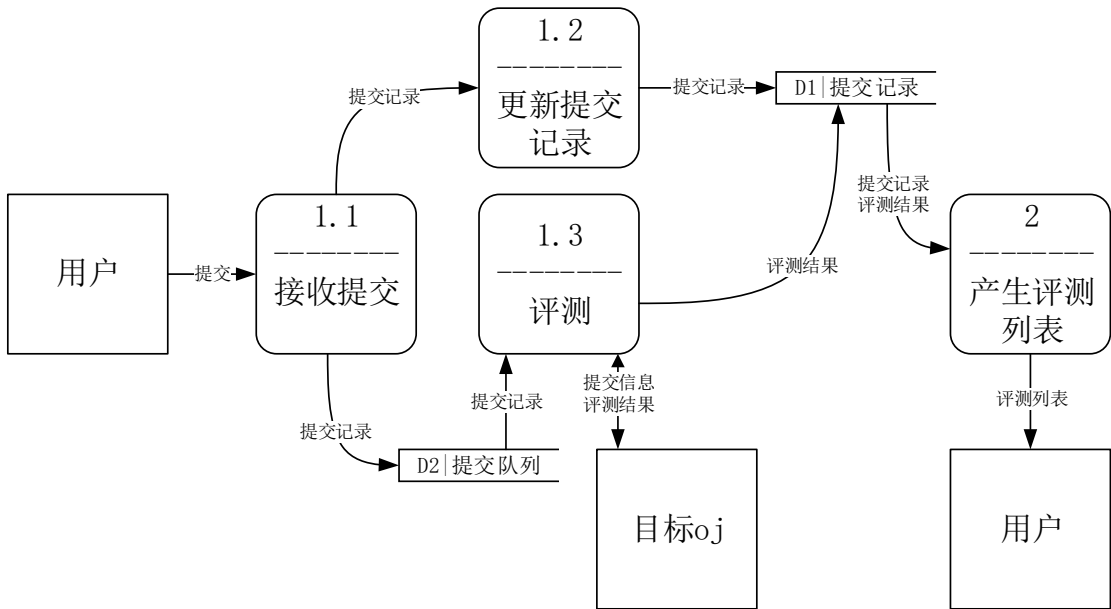 1.2
更新提交
记录
提交记录
提交记录
D1|提交记录
用户
提交
1.1
接收提交
1.3
评测
评测结果
提交记录
评测结果
2
产生评测
列表
提交记录
D2|提交队列
提交记录
提交信息
评测结果
目标oj
评测列表
用户